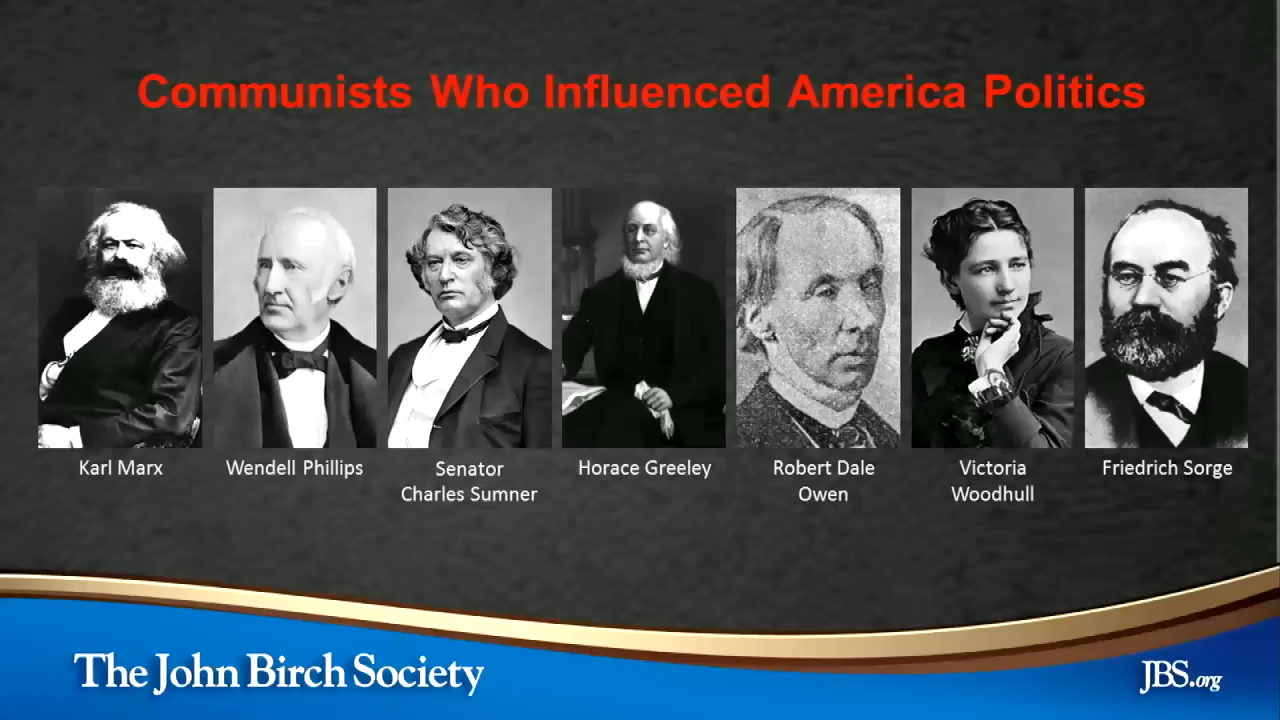 Communists Who Influenced America Politics
Karl Marx
Wendell Phillips
Senator
Charles Sumner
Horace Greeley
Robert Dale
Owen
Victoria
Woodhull
Friedrich Sorge
The John Birch Society
JBS.org